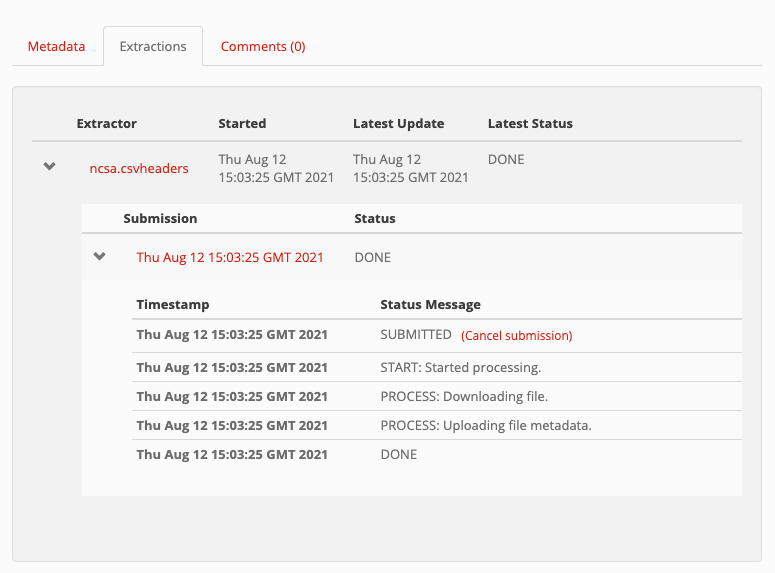 Metadata Extractions Comments (0)
Extractor Started Latest Update Latest Status
ncsa.csvheaders Thu Aug 12 Thu Aug 12 DONE
15:03:25 GMT 2021 15:03:25 GMT 2021
Submission Status
Thu Aug 12 15:03:25 GMT 2021 DONE
Timestamp Status Message
Thu Aug 12 15:03:25 GMT 2021 SUBMITTED (Cancel submission)
Thu Aug 12 15:03:25 GMT 2021 START: Started processing.
Thu Aug 12 15:03:25 GMT 2021 PROCESS: Downloading file.
Thu Aug 12 15:03:25 GMT 2021 PROCESS: Uploading file metadata.
Thu Aug 12 15:03:25 GMT 2021 DONE